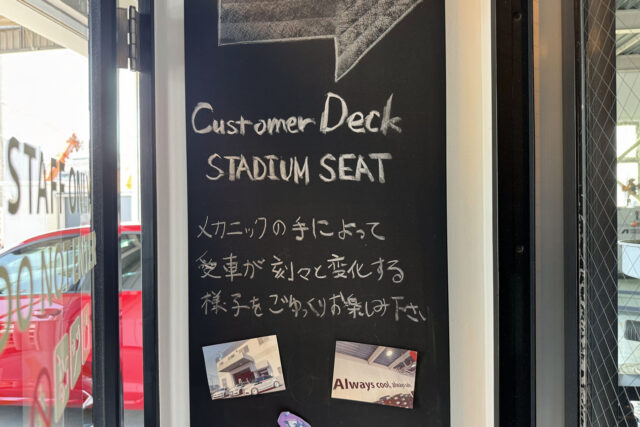 Customer Deck
STADIUM SEAT
メカニックの手によって
愛車が刻々と変化する
様子をごゆっくりお楽しみ下さい
Always cool,
STAFF